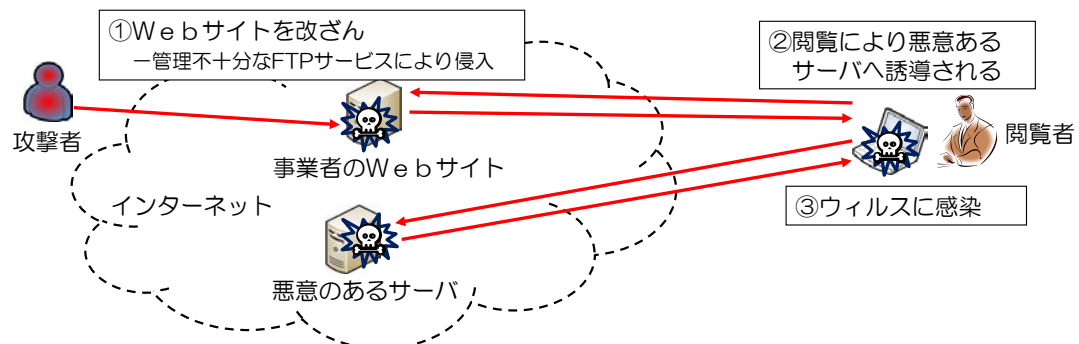 ①Ｗｅｂサイトを改ざん
－管理不十分なFTPサービスにより侵入
②閲覧により悪意ある
サーバへ誘導される
攻撃者
閲覧者
事業者のＷｅｂサイト
インターネット
③ウィルスに感染
悪意のあるサーバ